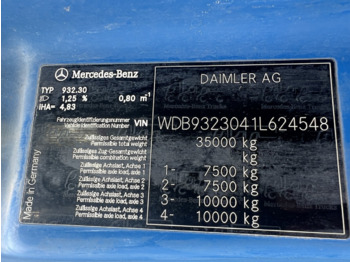 Mercedes-Benz
DAIMLER AG
TYP 932.30
1,25 % 0,80 m⁻¹
IHA= 4,83
Fahrzeugidentifizierungsnummer
Vehicle Identification Number VIN WDB9323041L624548
Zulässiges Gesamtgewicht
Permissible total weight 35000 kg
Zulässiges Zug-Gesamtgewicht
Permissible combination weight kg
kg
Zulässige Achslast, Achse 1
Permissible axle load, axle 1 1- 7500 kg
Zulässige Achslast, Achse 2
Permissible axle load, axle 2 2- 7500 kg
Zulässige Achslast, Achse 3
Permissible axle load, axle 3 3- 10000 kg
Zulässige Achslast, Achse 4
Permissible axle load, axle 4 4- 10000 kg
Made in Germany